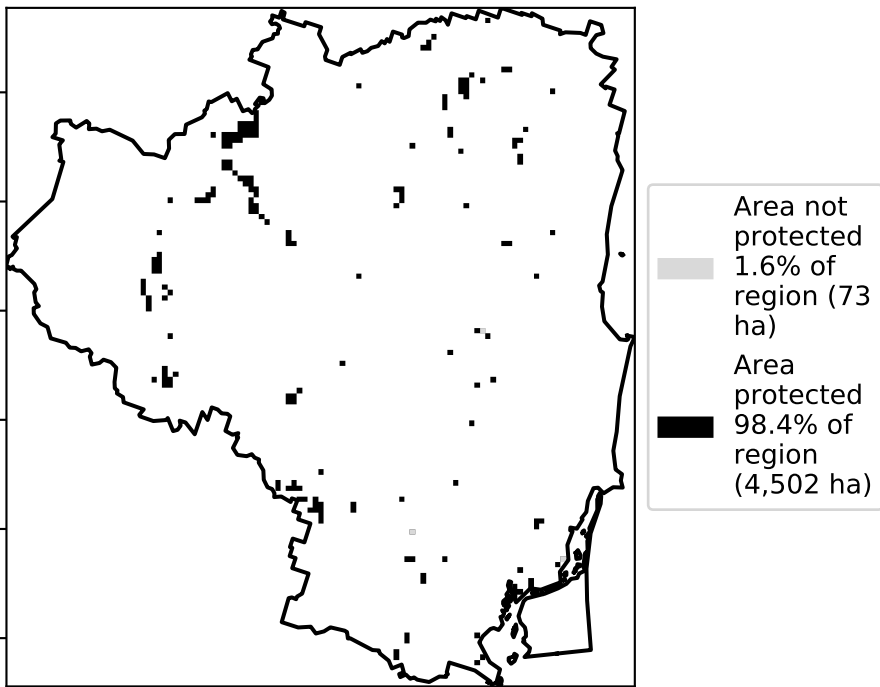 Area not
protected
1.6% of
region (73
ha)
Area
protected
98.4% of
region
(4,502 ha)